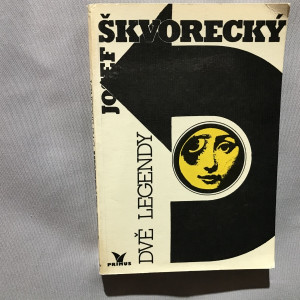 JOSEF
ŠKVORECKÝ
DVĚ LEGENDY
PRIMUS